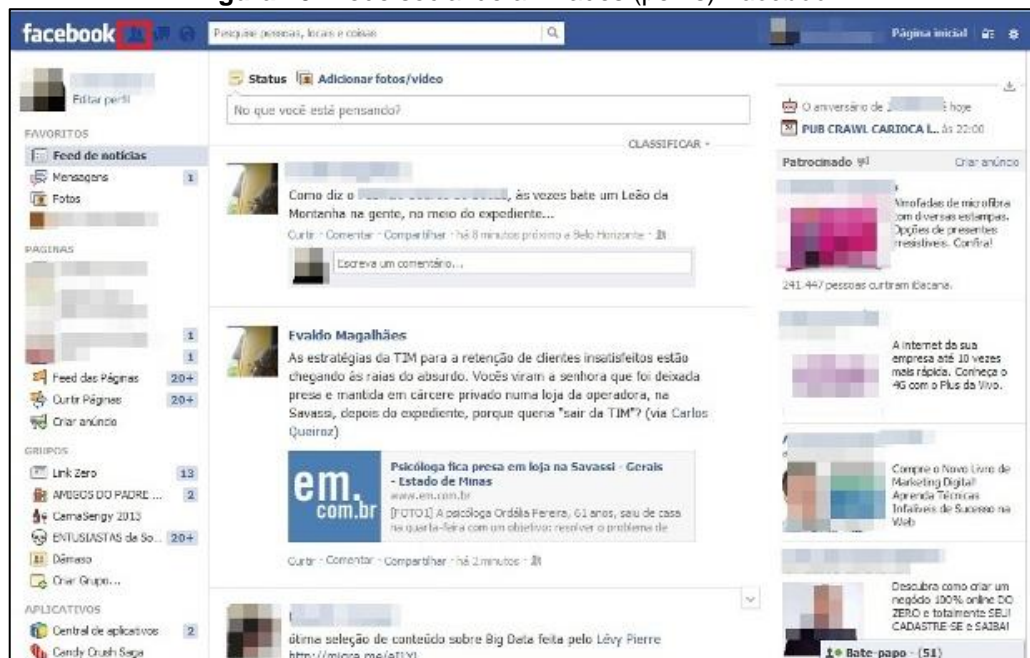 facebook
Pesquise pessoas, locais e coisas
Página inicial
Editar perfil
FAVORITOS
Feed de notícias
Mensagens 1
Fotos
PÁGINAS
1
1
Feed das Páginas 20+
Curtir Páginas 20+
Criar anúncio
GRUPOS
Link Zero 13
AMIGOS DO PADRE ... 2
CarnaSergy 2013
ENTUSIASTAS da So... 20+
Dâmaso
Criar Grupo...
APLICATIVOS
Central de aplicativos 2
Candy Crush Saga
Status Adicionar fotos/vídeo
No que você está pensando?
CLASSIFICAR
Como diz o , às vezes bate um Leão da
Montanha na gente, no meio do expediente...
Curtir · Comentar · Compartilhar · há 8 minutos próximo a Belo Horizonte ·
Escreva um comentário...
Evaldo Magalhães
As estratégias da TIM para a retenção de clientes insatisfeitos estão
chegando às raias do absurdo. Vocês viram a senhora que foi deixada
presa e mantida em cárcere privado numa loja da operadora, na
Savassi, depois do expediente, porque queria "sair da TIM"? (via Carlos
Queiroz)
em.
com.br
Psicóloga fica presa em loja na Savassi - Gerais
- Estado de Minas
www.em.com.br
[FOTO1] A psicóloga Ordália Ferreira, 61 anos, saiu de casa
na quarta-feira com um objetivo: resolver o problema de
Curtir · Comentar · Compartilhar · há 2 minutos ·
ótima seleção de conteúdo sobre Big Data feita pelo Lévy Pierre
O aniversário de é hoje
PUB CRAWL CARIOCA L... às 22:00
Patrocinado Criar anúncio
Almofadas de microfibra
com diversas estampas.
Opções de presentes
irresistíveis. Confira!
241.447 pessoas curtiram iBacana.
A internet da sua
empresa até 10 vezes
mais rápida. Conheça o
4G com o Plus da Vivo.
Compre o Novo Livro de
Marketing Digital!
Aprenda Técnicas
Infalíveis de Sucesso na
Web
Descubra como criar um
negócio 100% online DO
ZERO e totalmente SEU!
CADASTRE-SE e SAIBA!
Bate-papo - (51)